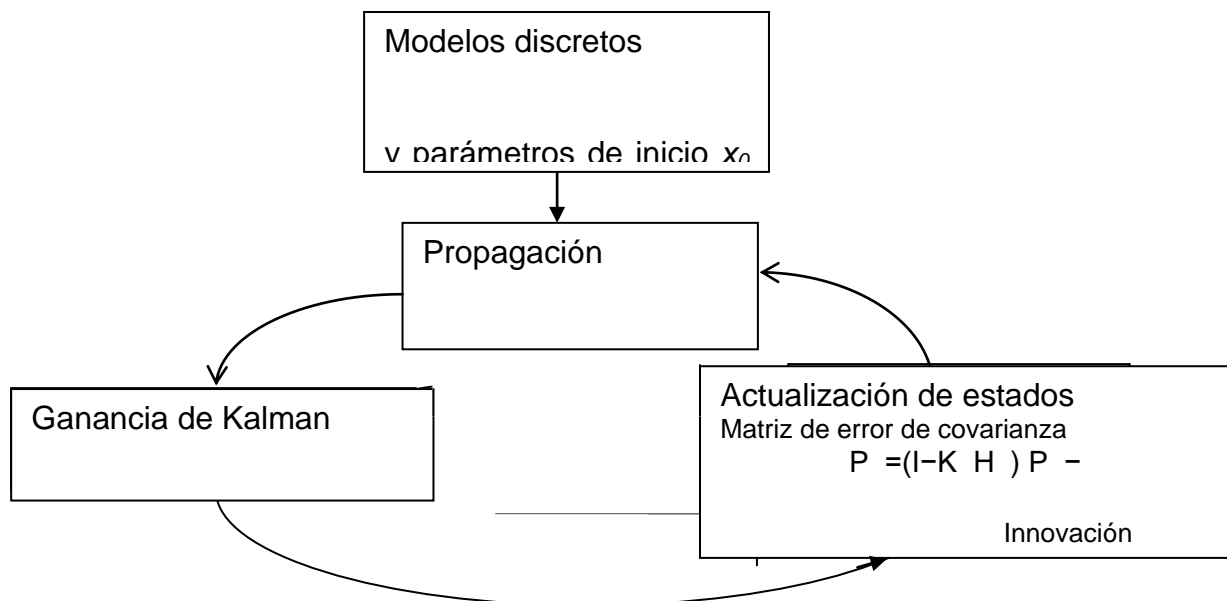 Modelos discretos
y parámetros de inicio x₀
Propagación
Ganancia de Kalman
Actualización de estados
Matriz de error de covarianza
P =(I−K H ) P −
Innovación